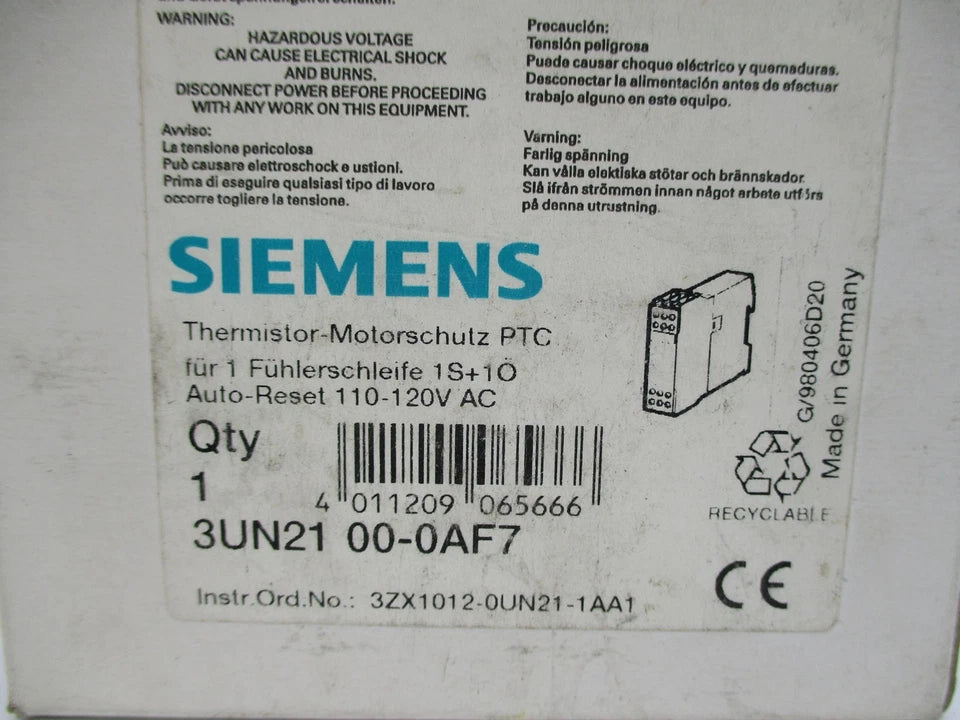 WARNING:
HAZARDOUS VOLTAGE
CAN CAUSE ELECTRICAL SHOCK
AND BURNS.
DISCONNECT POWER BEFORE PROCEEDING
WITH ANY WORK ON THIS EQUIPMENT.
Avviso:
La tensione pericolosa
Può causare elettroschock e ustioni.
Prima di eseguire qualsiasi tipo di lavoro
occorre togliere la tensione.
Precaución:
Tensión peligrosa
Puede causar choque eléctrico y quemaduras.
Desconectar la alimentación antes de efectuar
trabajo alguno en este equipo.
Varning:
Farlig spänning
Kan vålla elektiska stötar och brännskador.
Slå ifrån strömmen innan något arbete utförs
på denna utrustning.
SIEMENS
Thermistor-Motorschutz PTC
für 1 Fühlerschleife 1S+1Ö
Auto-Reset 110-120V AC
Qty
1
4 011209 065666
3UN21 00-0AF7
Instr.Ord.No.: 3ZX1012-0UN21-1AA1
G/980406D20
Made in Germany
RECYCLABLE
CE